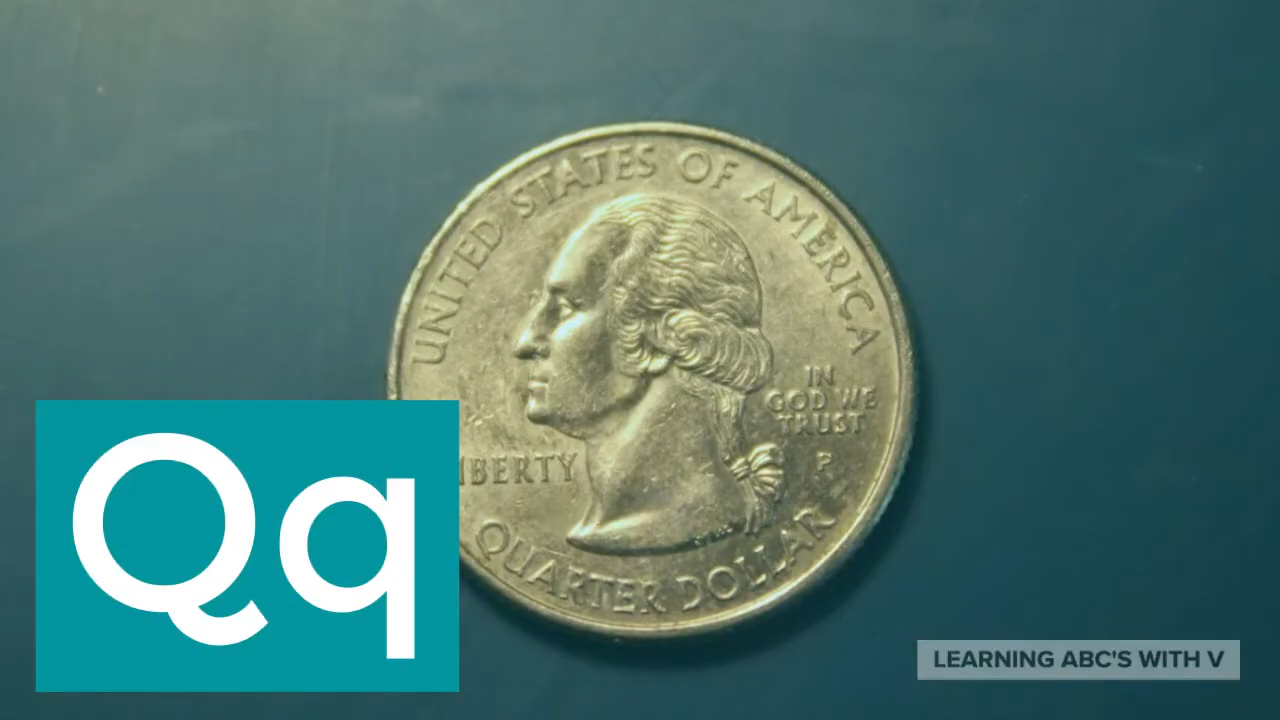 UNITED STATES OF AMERICA
IN
GOD WE
TRUST
IBERTY
P
QUARTER DOLLAR
Qq
LEARNING ABC'S WITH V